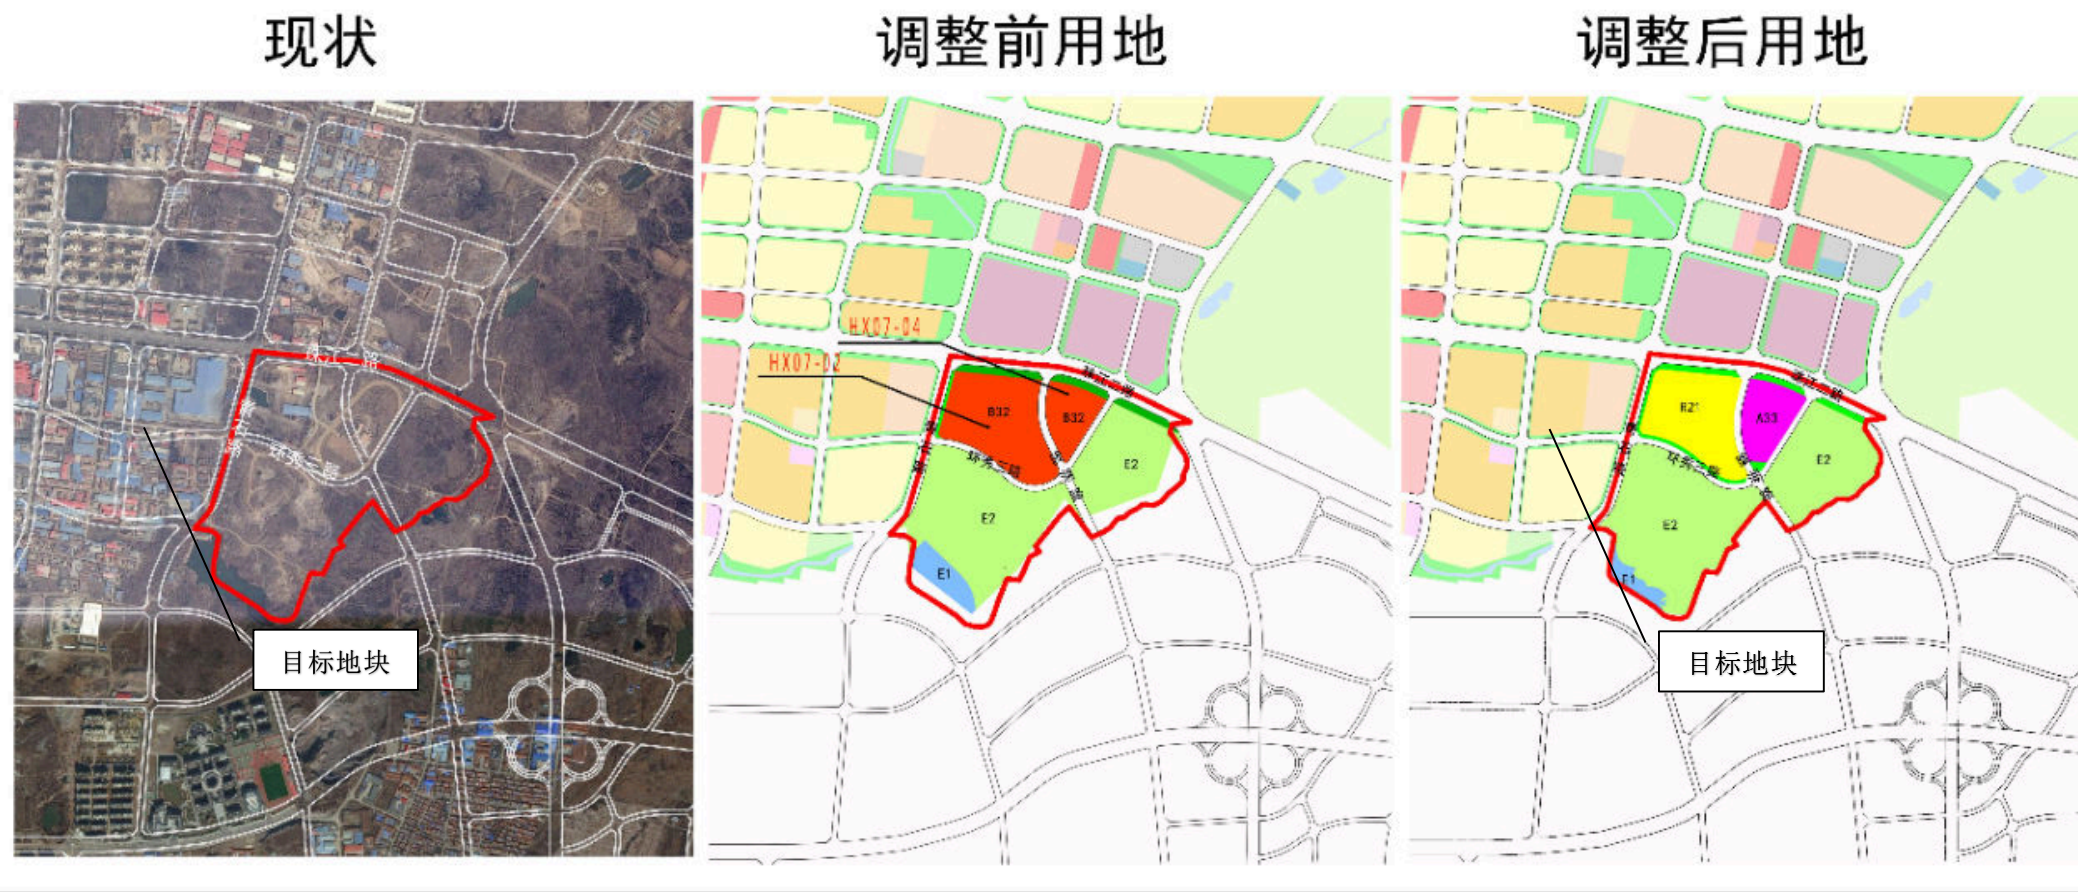 现状
调整前用地
调整后用地
HX07-04
HX07-02
B32
B32
E2
E2
E1
环秀二路
R21
A33
E2
E2
E1
环秀二路
目标地块
目标地块